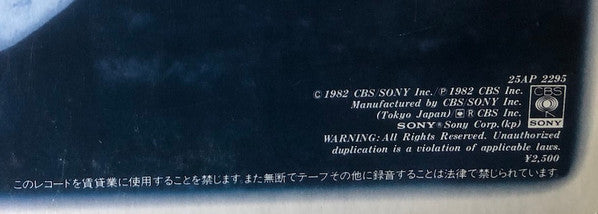 25AP 2295
Ⓒ1982 CBS/SONY Inc./Ⓟ1982 CBS Inc.
Manufactured by CBS/SONY Inc.
(Tokyo Japan) ® CBS Inc.
SONY®Sony Corp.(kp)
CBS
SONY
WARNING: All Rights Reserved. Unauthorized
duplication is a violation of applicable laws.
¥2,500
このレコードを賃貸業に使用することを禁じます.また無断でテープその他に録音することは法律で禁じられています.